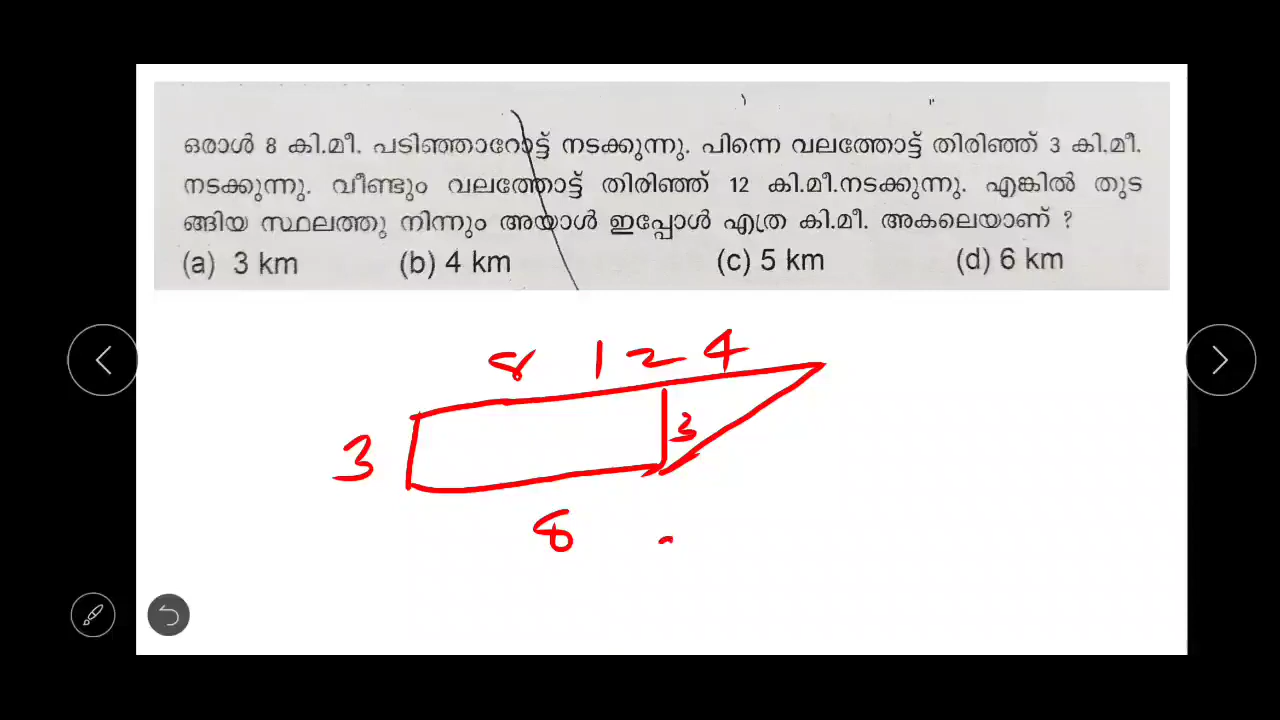 ഒരാൾ 8 കി.മീ. പടിഞ്ഞാറോട്ട് നടക്കുന്നു. പിന്നെ വലത്തോട്ട് തിരിഞ്ഞ് 3 കി.മീ.
നടക്കുന്നു. വീണ്ടും വലത്തോട്ട് തിരിഞ്ഞ് 12 കി.മീ.നടക്കുന്നു. എങ്കിൽ തുട
ങ്ങിയ സ്ഥലത്തു നിന്നും അയാൾ ഇപ്പോൾ എത്ര കി.മീ. അകലെയാണ് ?
(a) 3 km (b) 4 km (c) 5 km (d) 6 km
8 12 4
3 3
8